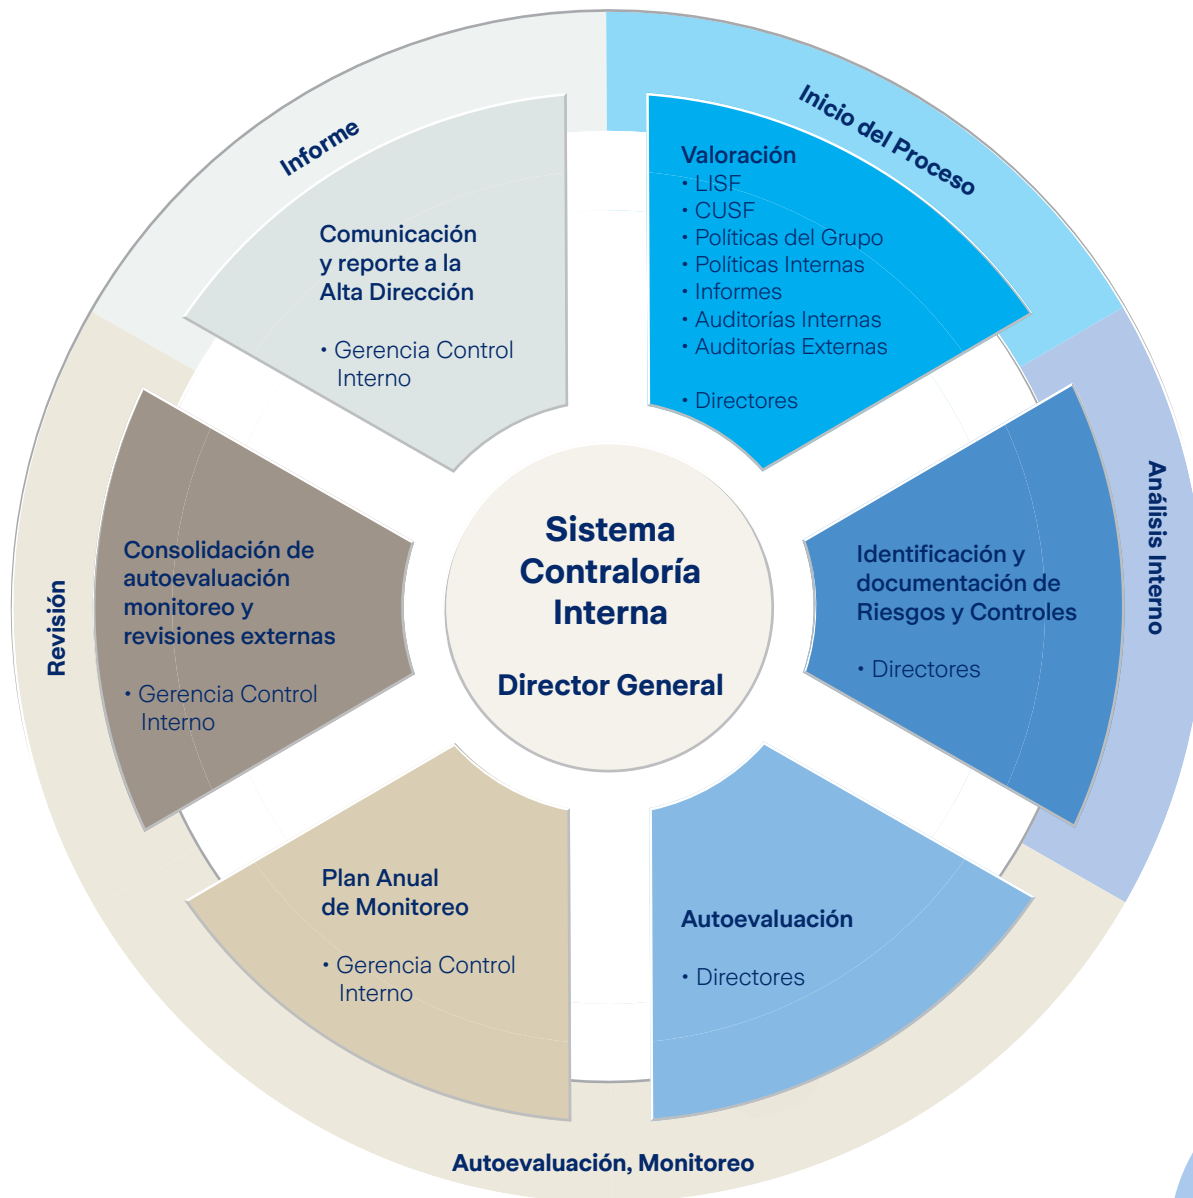 Inicio del Proceso
Valoración
• LISF
• CUSF
• Políticas del Grupo
• Políticas Internas
• Informes
• Auditorías Internas
• Auditorías Externas
• Directores
Análisis Interno
Identificación y
documentación de
Riesgos y Controles
• Directores
Autoevaluación
• Directores
Autoevaluación, Monitoreo
Plan Anual
de Monitoreo
• Gerencia Control
Interno
Revisión
Consolidación de
autoevaluación
monitoreo y
revisiones externas
• Gerencia Control
Interno
Informe
Comunicación
y reporte a la
Alta Dirección
• Gerencia Control
Interno
Sistema
Contraloría
Interna
Director General